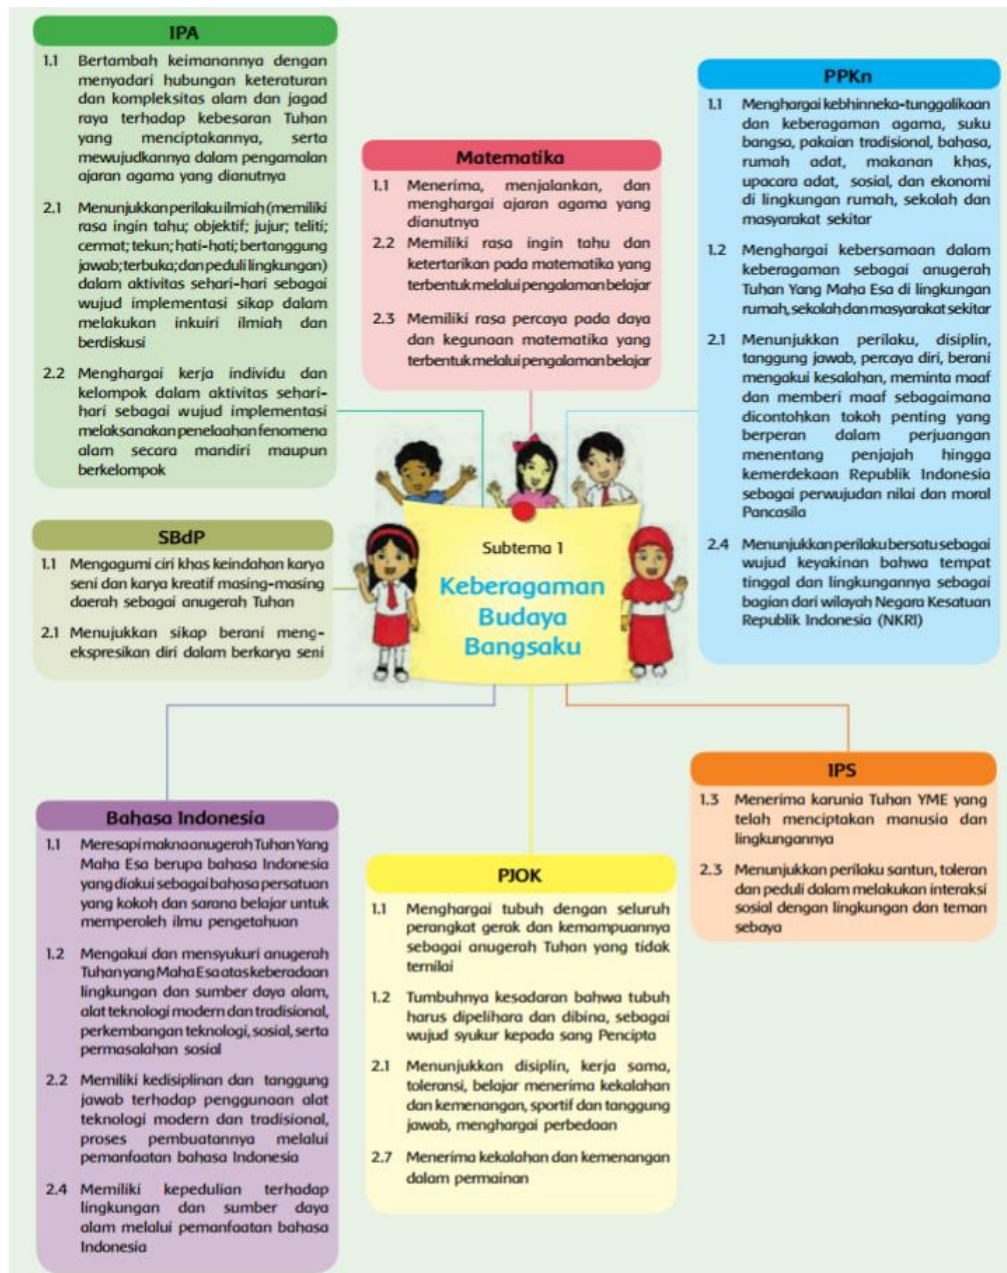 IPA
1.1 Bertambah keimanannya dengan
menyadari hubungan keteraturan
dan kompleksitas alam dan jagad
raya terhadap kebesaran Tuhan
yang menciptakannya, serta
mewujudkannya dalam pengamalan
ajaran agama yang dianutnya
2.1 Menunjukkan perilaku ilmiah (memiliki
rasa ingin tahu; objektif; jujur; teliti;
cermat; tekun; hati-hati; bertanggung
jawab; terbuka; dan peduli lingkungan)
dalam aktivitas sehari-hari sebagai
wujud implementasi sikap dalam
melakukan inkuiri ilmiah dan
berdiskusi
2.2 Menghargai kerja individu dan
kelompok dalam aktivitas sehari-
hari sebagai wujud implementasi
melaksanakan penelaahan fenomena
alam secara mandiri maupun
berkelompok
Matematika
1.1 Menerima, menjalankan, dan
menghargai ajaran agama yang
dianutnya
2.2 Memiliki rasa ingin tahu dan
ketertarikan pada matematika yang
terbentuk melalui pengalaman belajar
2.3 Memiliki rasa percaya pada daya
dan kegunaan matematika yang
terbentuk melalui pengalaman belajar
PPKn
1.1 Menghargai kebhinneka-tunggalikaan
dan keberagaman agama, suku
bangsa, pakaian tradisional, bahasa,
rumah adat, makanan khas,
upacara adat, sosial, dan ekonomi
di lingkungan rumah, sekolah dan
masyarakat sekitar
1.2 Menghargai kebersamaan dalam
keberagaman sebagai anugerah
Tuhan Yang Maha Esa di lingkungan
rumah, sekolah dan masyarakat sekitar
2.1 Menunjukkan perilaku, disiplin,
tanggung jawab, percaya diri, berani
mengakui kesalahan, meminta maaf
dan memberi maaf sebagaimana
dicontohkan tokoh penting yang
berperan dalam perjuangan
menentang penjajah hingga
kemerdekaan Republik Indonesia
sebagai perwujudan nilai dan moral
Pancasila
2.4 Menunjukkan perilaku bersatu sebagai
wujud keyakinan bahwa tempat
tinggal dan lingkungannya sebagai
bagian dari wilayah Negara Kesatuan
Republik Indonesia (NKRI)
SBdP
1.1 Mengagumi ciri khas keindahan karya
seni dan karya kreatif masing-masing
daerah sebagai anugerah Tuhan
2.1 Menujukkan sikap berani meng-
ekspresikan diri dalam berkarya seni
Subtema 1
Keberagaman
Budaya
Bangsaku
Bahasa Indonesia
1.1 Meresapi makna anugerah Tuhan Yang
Maha Esa berupa bahasa Indonesia
yang diakui sebagai bahasa persatuan
yang kokoh dan sarana belajar untuk
memperoleh ilmu pengetahuan
1.2 Mengakui dan mensyukuri anugerah
Tuhan yang Maha Esa atas keberadaan
lingkungan dan sumber daya alam,
alat teknologi modern dan tradisional,
perkembangan teknologi, sosial, serta
permasalahan sosial
2.2 Memiliki kedisiplinan dan tanggung
jawab terhadap penggunaan alat
teknologi modern dan tradisional,
proses pembuatannya melalui
pemanfaatan bahasa Indonesia
2.4 Memiliki kepedulian terhadap
lingkungan dan sumber daya
alam melalui pemanfaatan bahasa
Indonesia
PJOK
1.1 Menghargai tubuh dengan seluruh
perangkat gerak dan kemampuannya
sebagai anugerah Tuhan yang tidak
ternilai
1.2 Tumbuhnya kesadaran bahwa tubuh
harus dipelihara dan dibina, sebagai
wujud syukur kepada sang Pencipta
2.1 Menunjukkan disiplin, kerja sama,
toleransi, belajar menerima kekalahan
dan kemenangan, sportif dan tanggung
jawab, menghargai perbedaan
2.7 Menerima kekalahan dan kemenangan
dalam permainan
IPS
1.3 Menerima karunia Tuhan YME yang
telah menciptakan manusia dan
lingkungannya
2.3 Menunjukkan perilaku santun, toleran
dan peduli dalam melakukan interaksi
sosial dengan lingkungan dan teman
sebaya